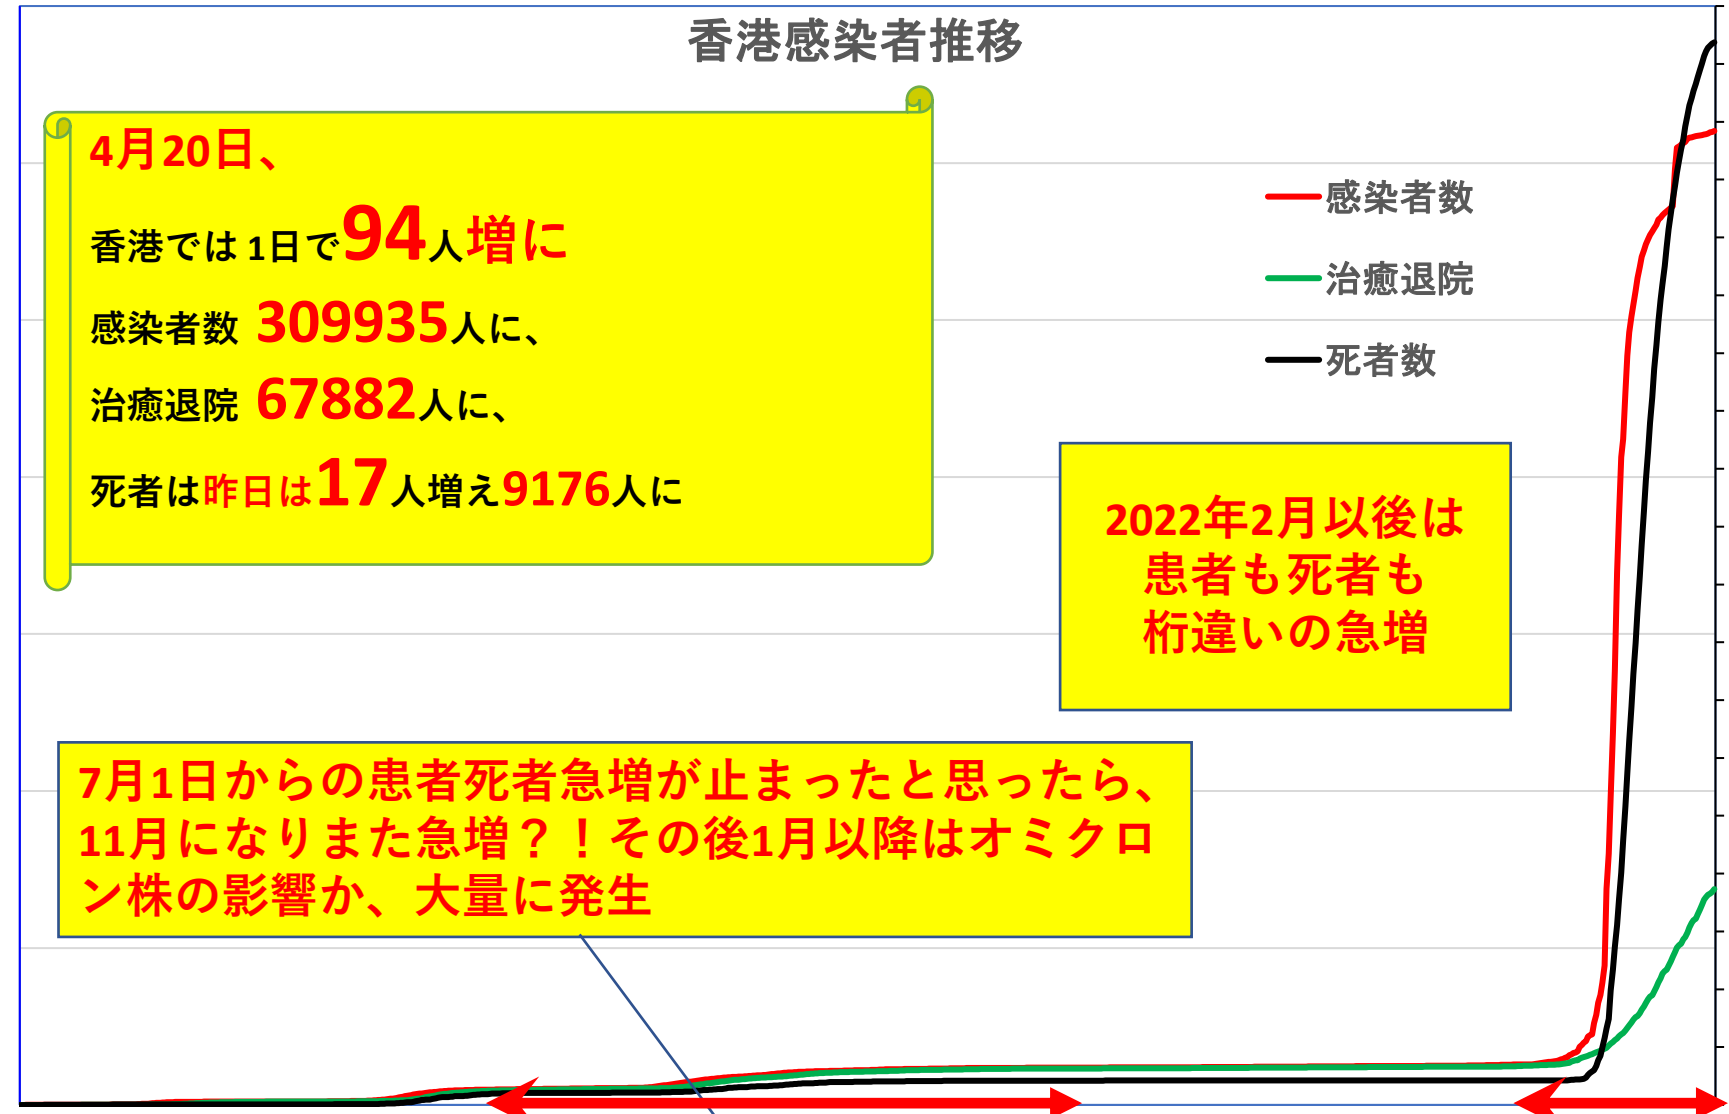 香港感染者推移
4月20日、
香港では 1日で94人増に
感染者数 309935人に、
治癒退院 67882人に、
死者は昨日は17人増え9176人に
感染者数
治癒退院
死者数
2022年2月以後は
患者も死者も
桁違いの急増
7月1日からの患者死者急増が止まったと思ったら、
11月になりまた急増？！その後1月以降はオミクロ
ン株の影響か、大量に発生